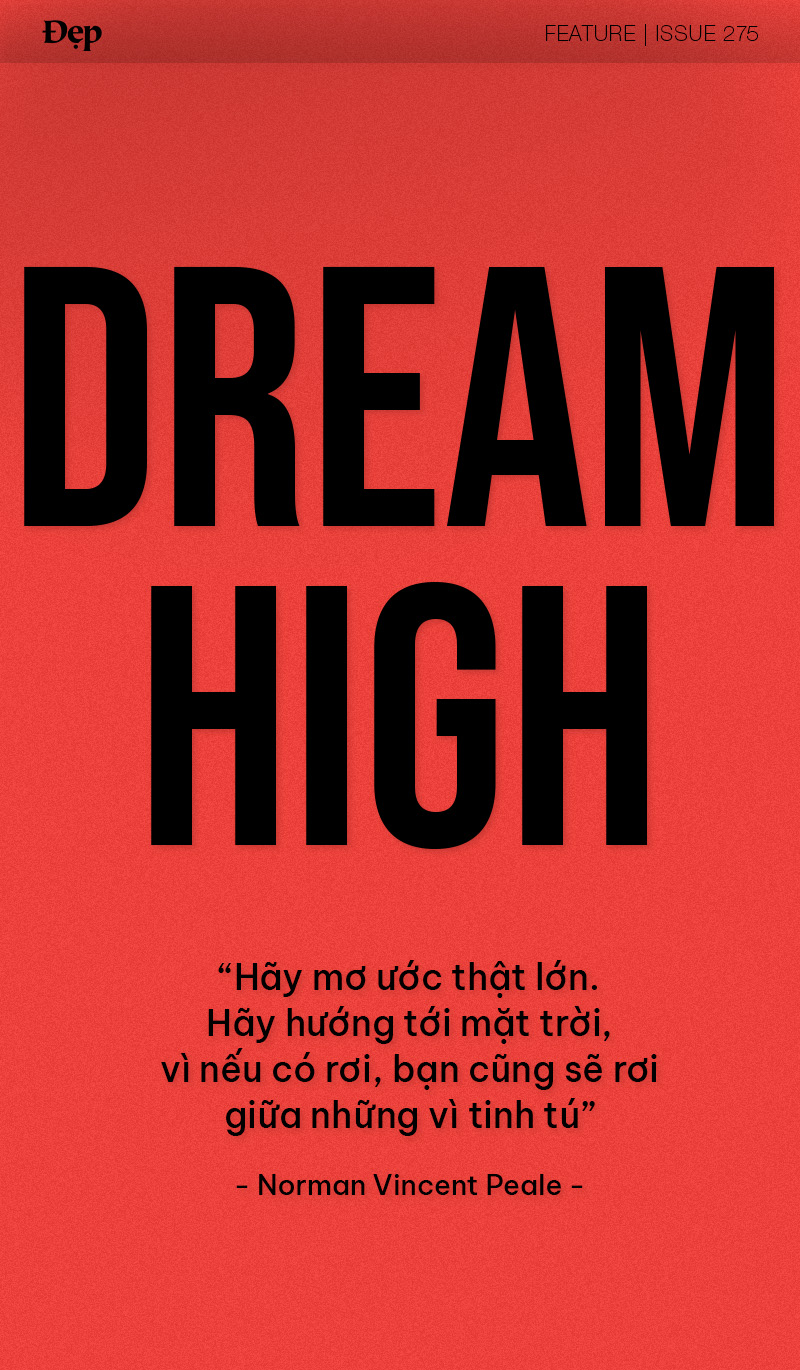 Đẹp
FEATURE | ISSUE 275
DREAM
HIGH
“Hãy mơ ước thật lớn.
Hãy hướng tới mặt trời,
vì nếu có rơi, bạn cũng sẽ rơi
giữa những vì tinh tú”
- Norman Vincent Peale -